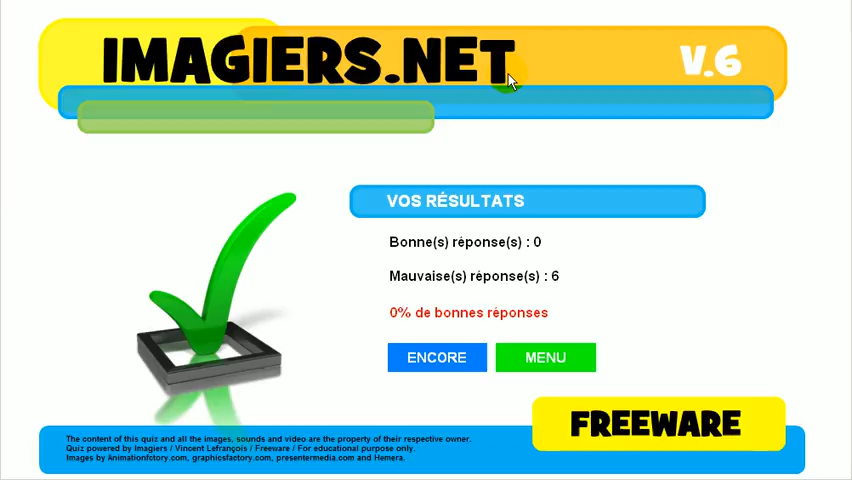 IMAGIERS.NET
V.6
VOS RÉSULTATS
Bonne(s) réponse(s) : 0
Mauvaise(s) réponse(s) : 6
0% de bonnes réponses
ENCORE
MENU
FREEWARE
The content of this quiz and all the images, sounds and video are the property of their respective owner.
Quiz powered by Imagiers / Vincent Lefrançois / Freeware / For educational purpose only.
Images by Animationfctory.com, graphicsfactory.com, presentermedia.com and Hemera.